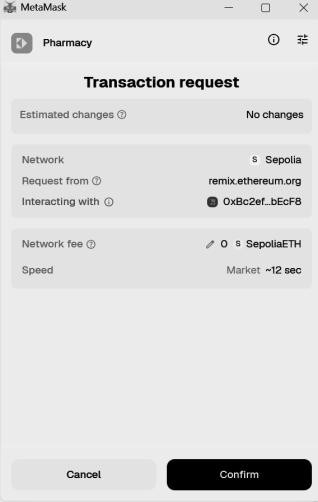 MetaMask
Pharmacy
Transaction request
Estimated changes No changes
Network S Sepolia
Request from remix.ethereum.org
Interacting with 0xBc2ef...bEcF8
Network fee 0 S SepoliaETH
Speed Market ~12 sec
Cancel Confirm